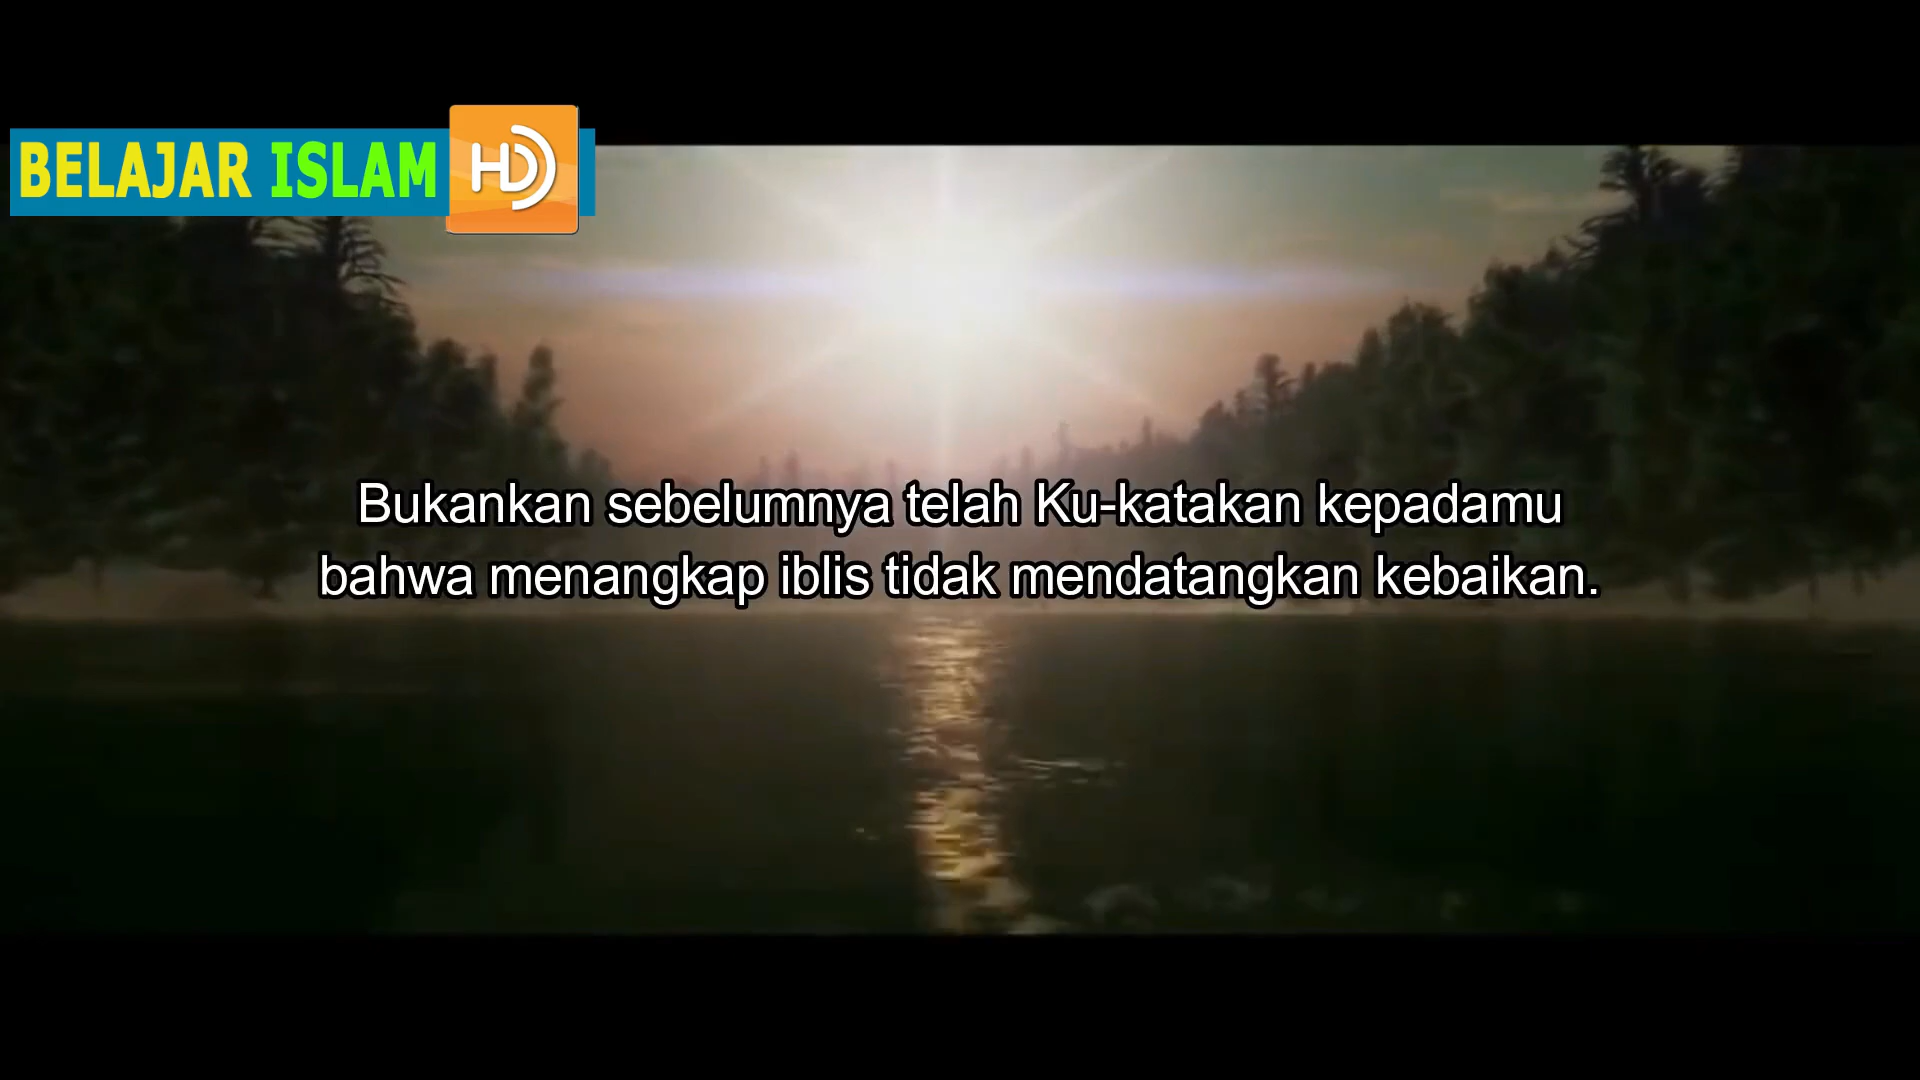 BELAJAR ISLAM HD
Bukankan sebelumnya telah Ku-katakan kepadamu
bahwa menangkap iblis tidak mendatangkan kebaikan.